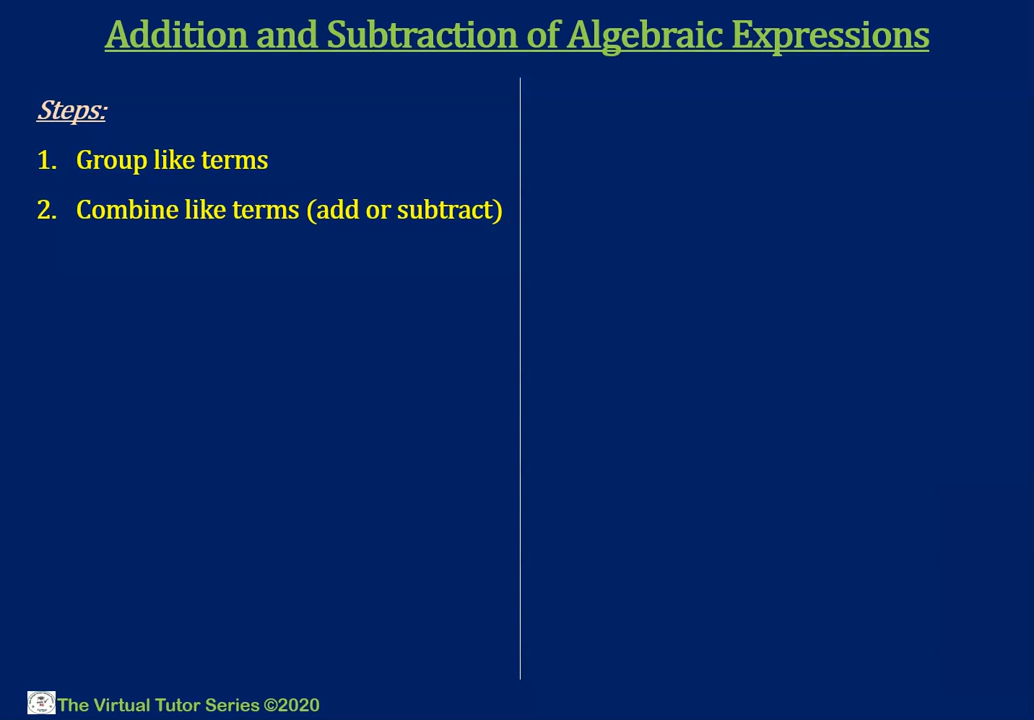 Addition and Subtraction of Algebraic Expressions
Steps:
1. Group like terms
2. Combine like terms (add or subtract)
The Virtual Tutor Series ©2020